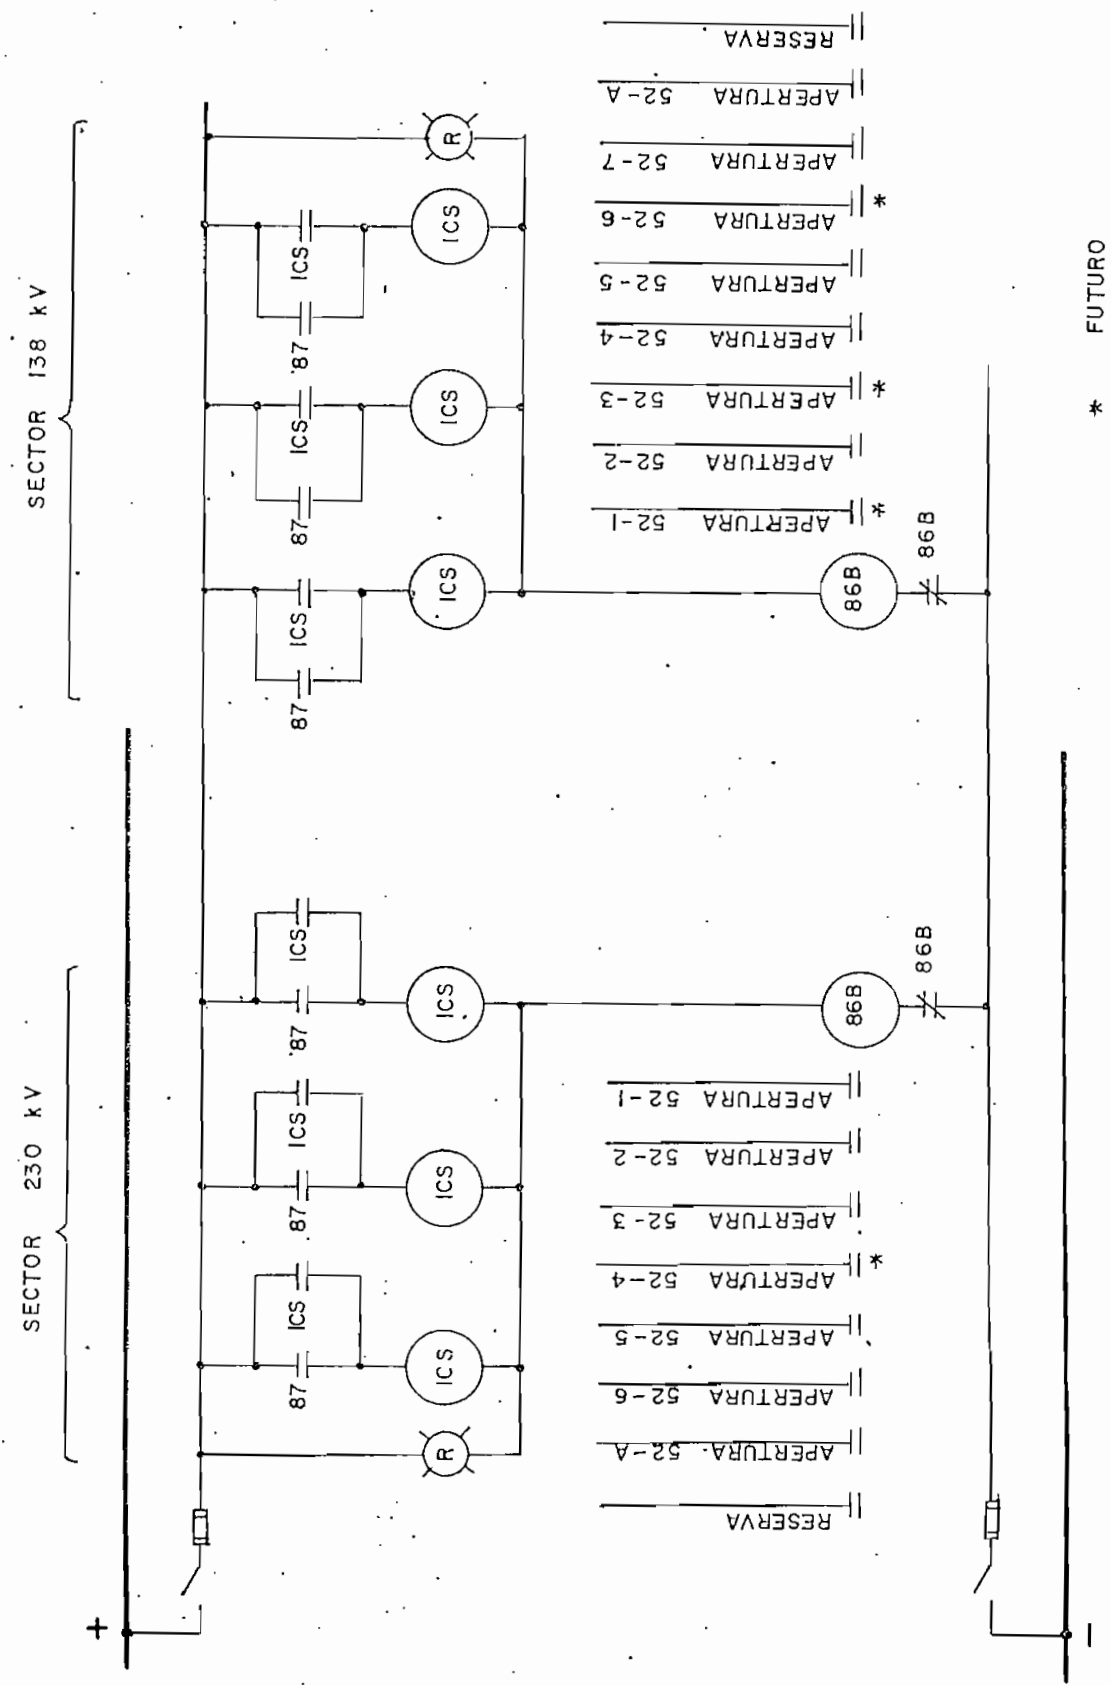 SECTOR 230 kV
SECTOR 138 kV
+
87
ICS
87
ICS
87
ICS
87
ICS
87
ICS
87
ICS
R
ICS
ICS
ICS
ICS
ICS
ICS
R
RESERVA
APERTURA 52-A
APERTURA 52-6
APERTURA 52-5
APERTURA 52-4
*
APERTURA 52-3
APERTURA 52-2
APERTURA 52-1
86B
86B
86B
86B
APERTURA 52-1
*
APERTURA 52-2
APERTURA 52-3
*
APERTURA 52-4
APERTURA 52-5
APERTURA 52-6
*
APERTURA 52-7
APERTURA 52-A
RESERVA
-
* FUTURO